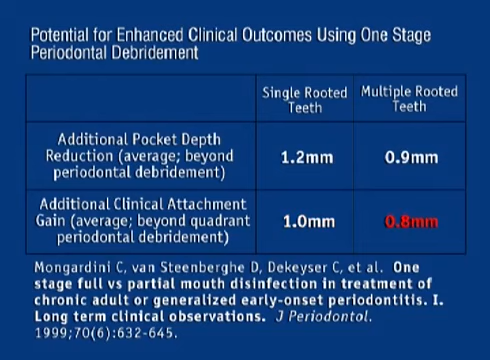 Potential for Enhanced Clinical Outcomes Using One Stage
Periodontal Debridement
Single Rooted Multiple Rooted
Teeth Teeth
Additional Pocket Depth
Reduction (average; beyond 1.2mm 0.9mm
periodontal debridement)
Additional Clinical Attachment
Gain (average; beyond quadrant 1.0mm 0.8mm
periodontal debridement)
Mongardini C, van Steenberghe D, Dekeyser C, et al. One
stage full vs partial mouth disinfection in treatment of
chronic adult or generalized early-onset periodontitis. I.
Long term clinical observations. J Periodontol.
1999;70(6):632-645.